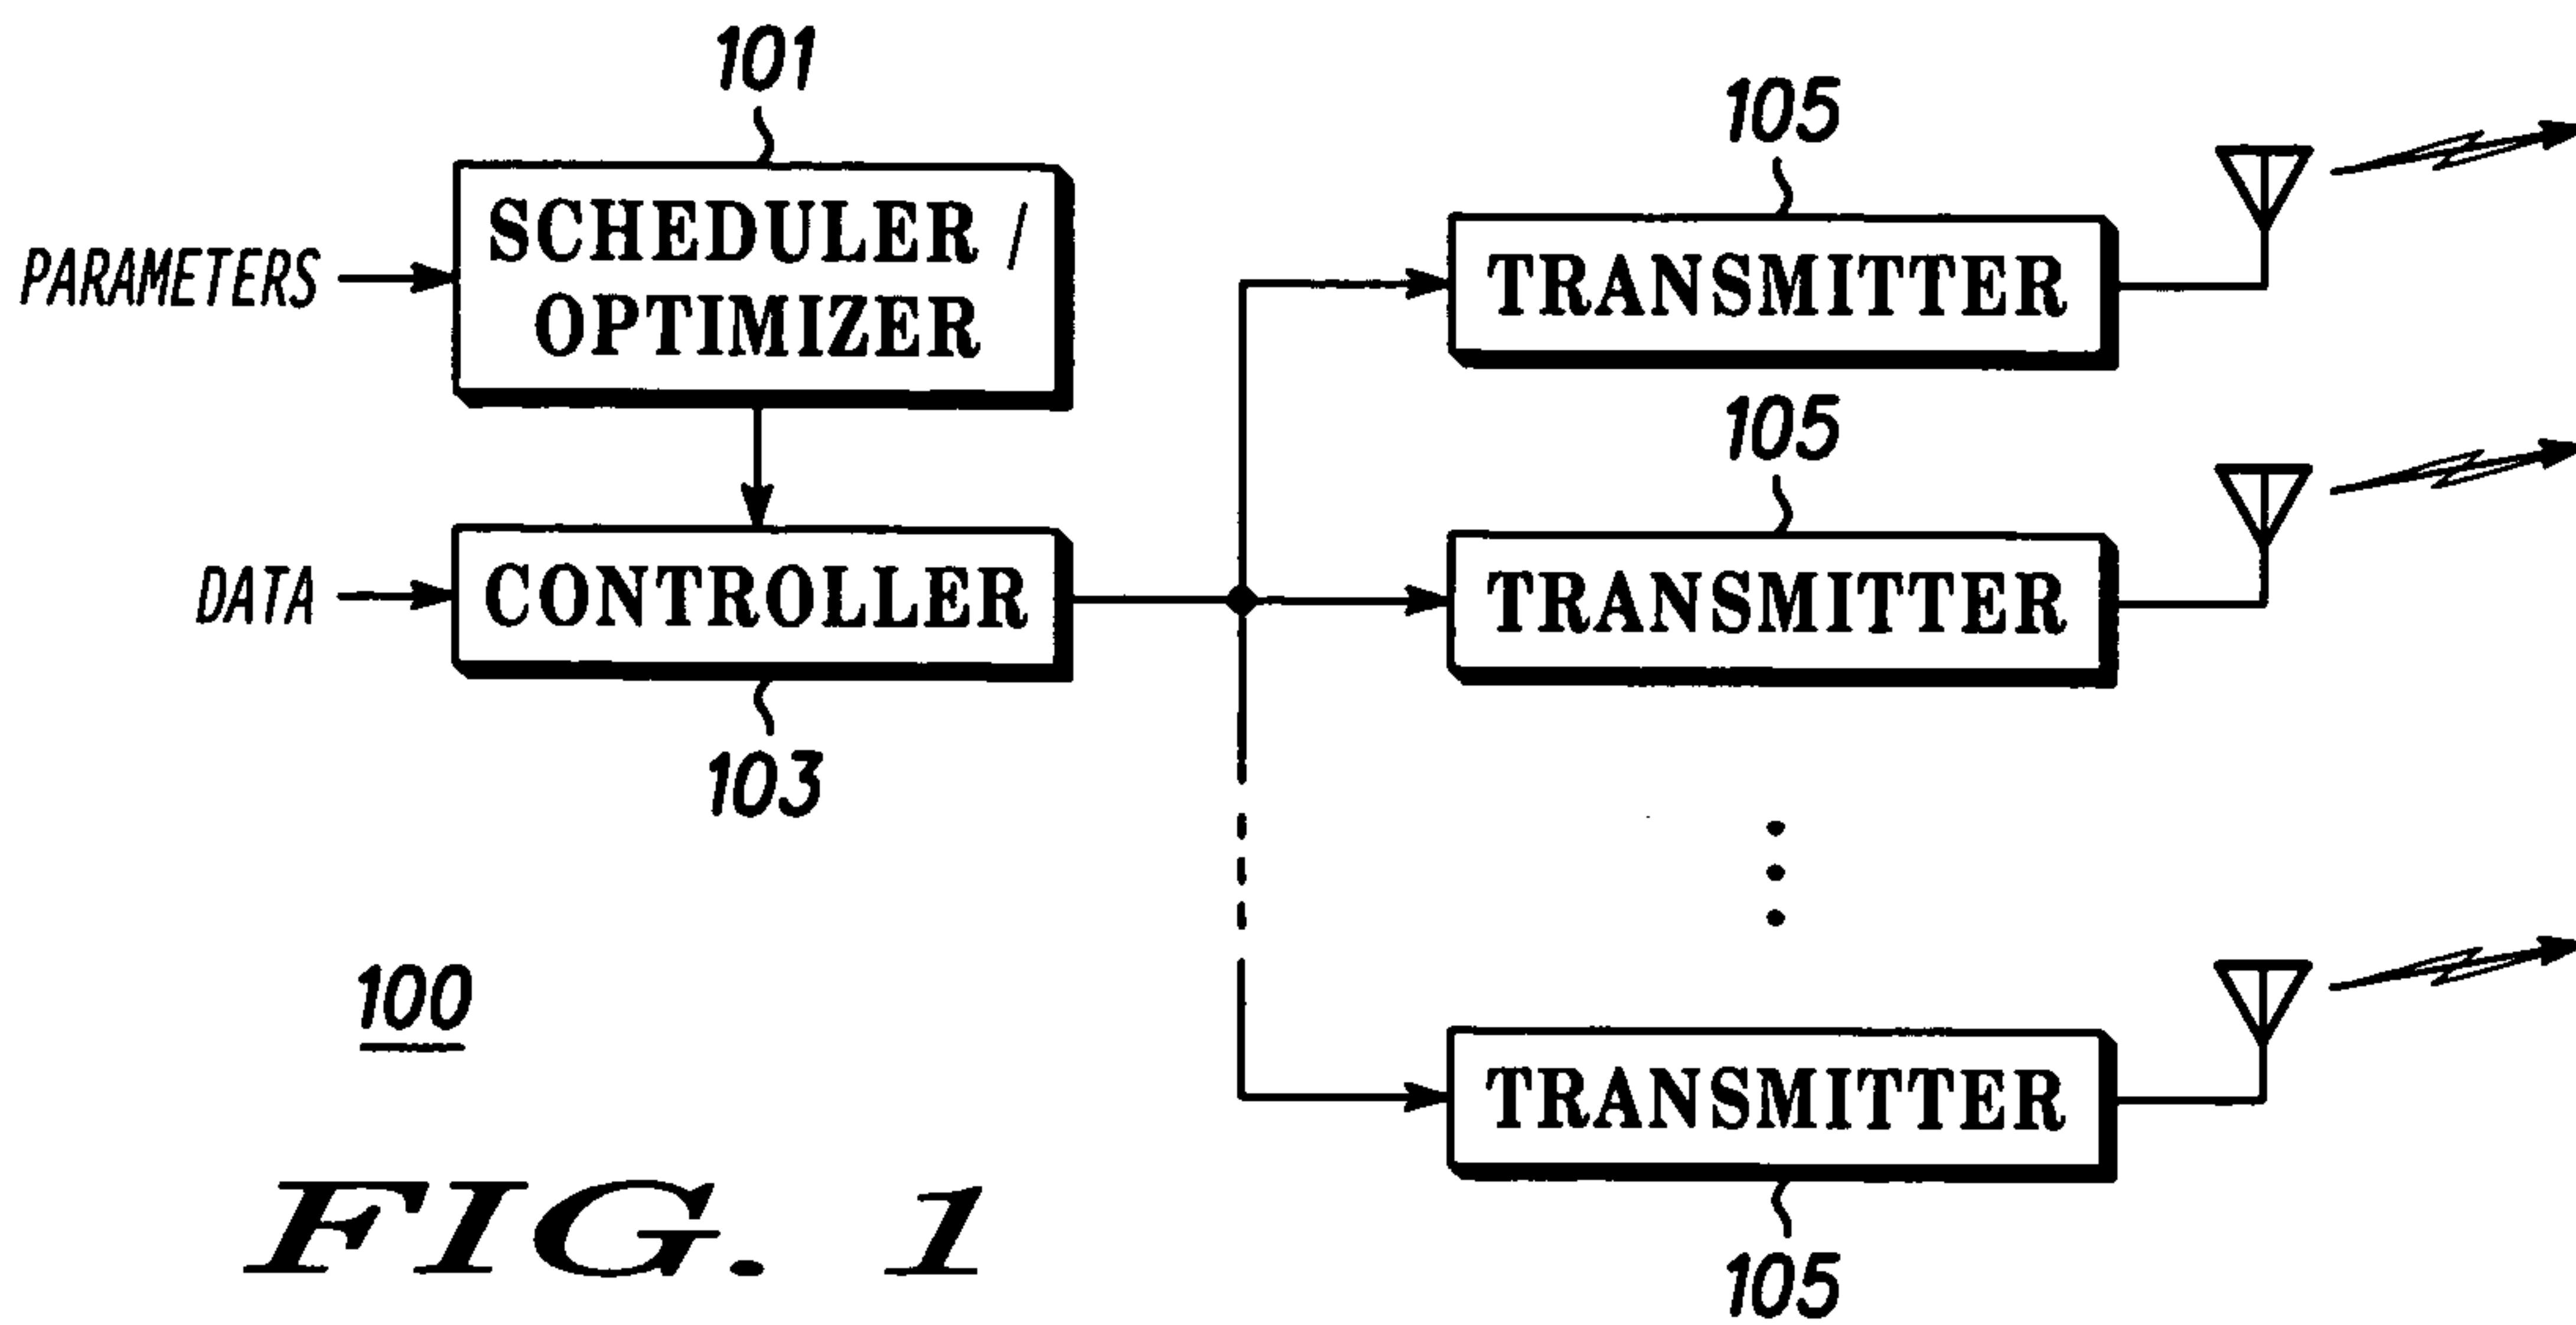 101
105
SCHEDULER /
OPTIMIZER
PARAMETERS
TRANSMITTER
105
DATA
CONTROLLER
TRANSMITTER
103
100
TRANSMITTER
105
FIG. 1